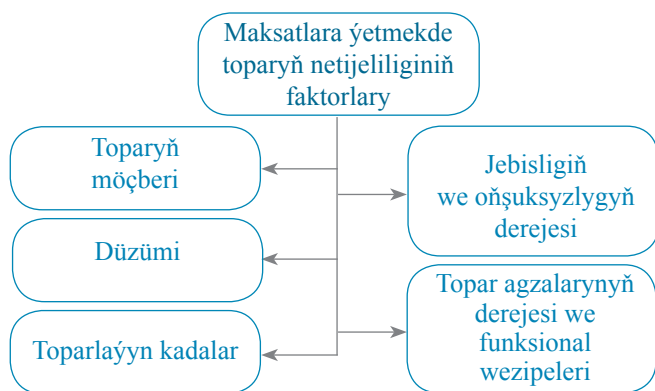 Maksatlara ýetmekde
toparyň netijeliliginiň
faktorlary
Toparyň
möçberi
Düzümi
Toparlaýyn kadalar
Jebisligiň
we oňşuksyzlygyň
derejesi
Topar agzalarynyň
derejesi we
funksional
wezipeleri